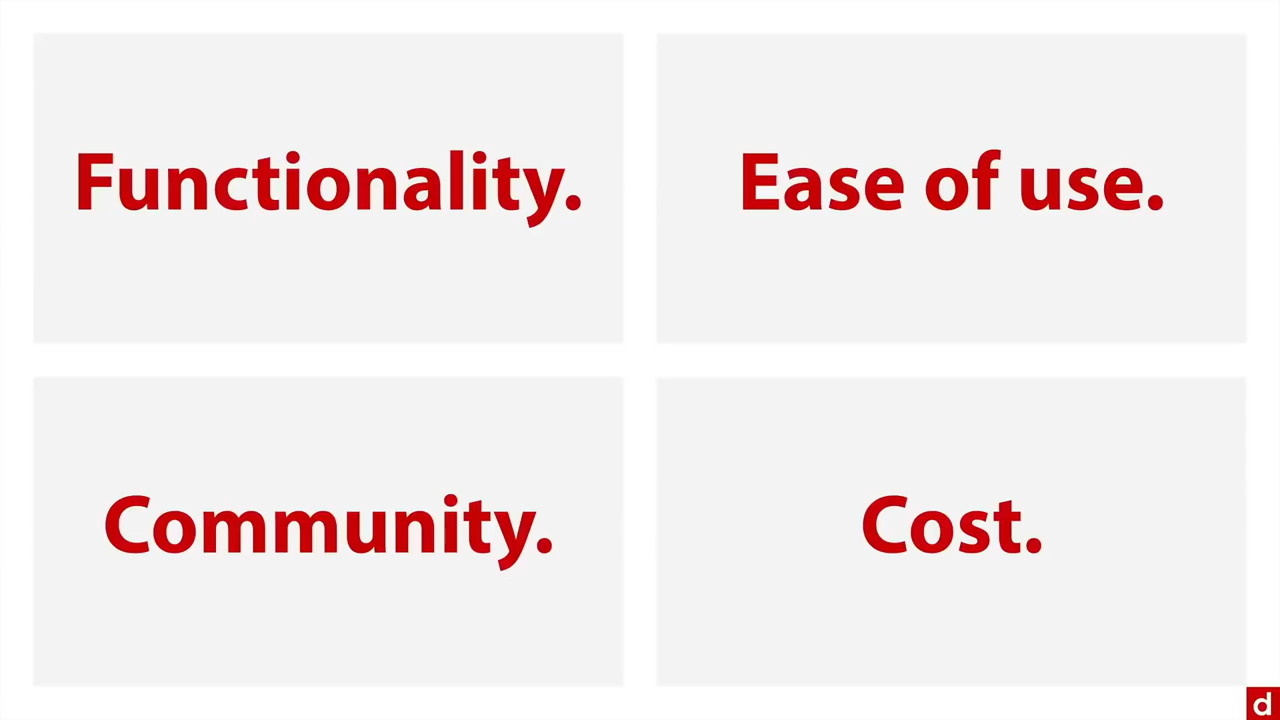 Functionality.
Ease of use.
Community.
Cost.
d